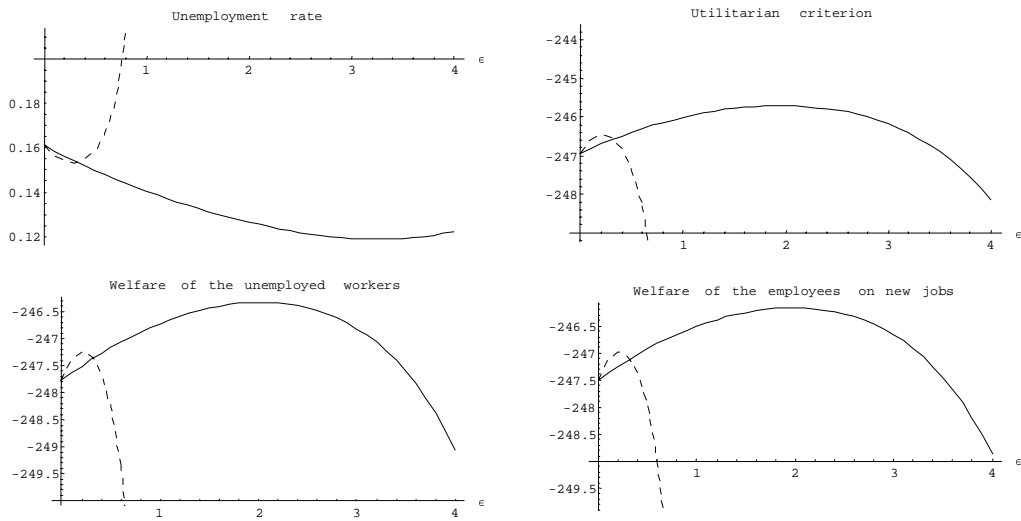 Unemployment rate
1 2 3 4 ϵ
0.18
0.16
0.14
0.12
Utilitarian criterion
-244
-245
-246
-247
-248
1 2 3 4 ϵ
Welfare of the unemployed workers
-246.5
-247
-247.5
-248
-248.5
-249
-249.5
1 2 3 4 ϵ
Welfare of the employees on new jobs
-246.5
-247
-247.5
-248
-248.5
1 2 3 4 ϵ
-249.5